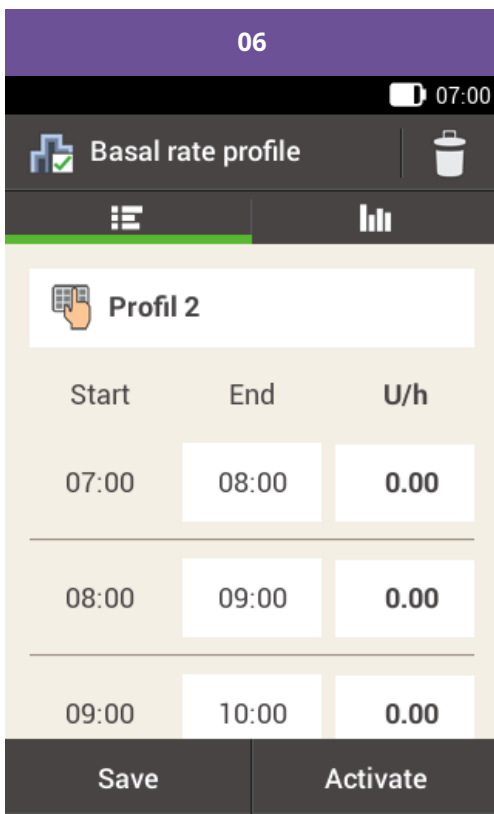 06
07:00
Basal rate profile
Profil 2
Start End U/h
07:00 08:00 0.00
08:00 09:00 0.00
09:00 10:00 0.00
Save Activate